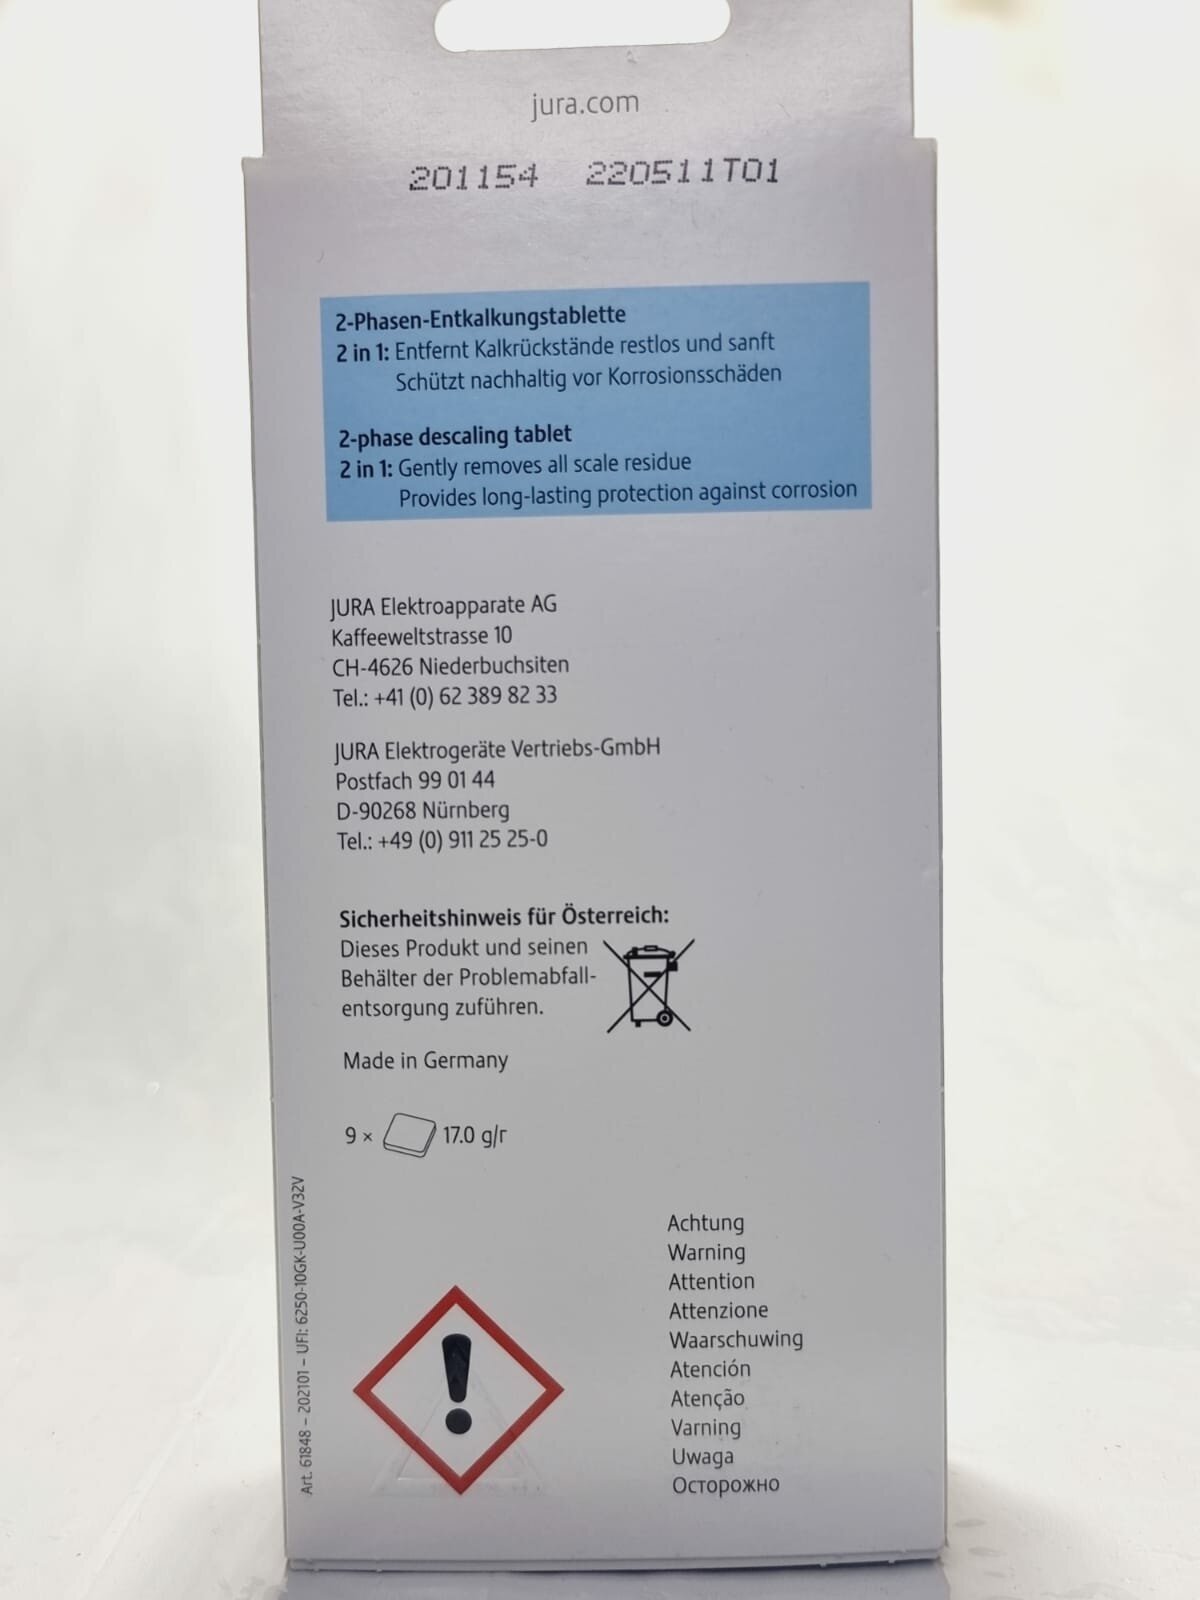 jura.com
201154 220511T01
2-Phasen-Entkalkungstablette
2 in 1: Entfernt Kalkrückstände restlos und sanft
Schützt nachhaltig vor Korrosionsschäden
2-phase descaling tablet
2 in 1: Gently removes all scale residue
Provides long-lasting protection against corrosion
JURA Elektroapparate AG
Kaffeeweltstrasse 10
CH-4626 Niederbuchsiten
Tel.: +41 (0) 62 389 82 33
JURA Elektrogeräte Vertriebs-GmbH
Postfach 99 01 44
D-90268 Nürnberg
Tel.: +49 (0) 911 25 25-0
Sicherheitshinweis für Österreich:
Dieses Produkt und seinen
Behälter der Problemabfall-
entsorgung zuführen.
Made in Germany
9 × 17.0 g/r
Art. 61848 – 202101 – UFI: 6250-10GK-U00A-V32V
Achtung
Warning
Attention
Attenzione
Waarschuwing
Atención
Atenção
Varning
Uwaga
Осторожно